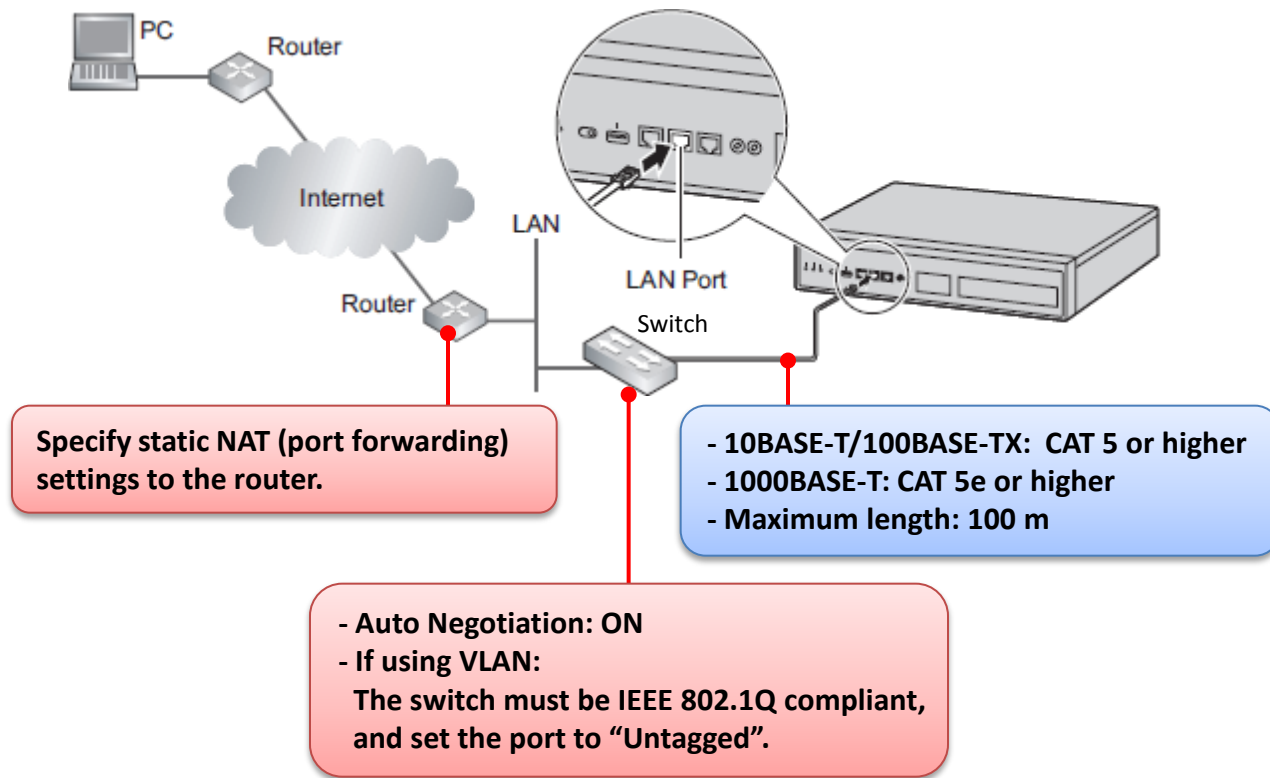 PC
Router
Internet
LAN
LAN Port
Router
Switch
Specify static NAT (port forwarding)
settings to the router.
- 10BASE-T/100BASE-TX:  CAT 5 or higher
- 1000BASE-T: CAT 5e or higher
- Maximum length: 100 m
- Auto Negotiation: ON
- If using VLAN:
The switch must be IEEE 802.1Q compliant,
and set the port to “Untagged”.